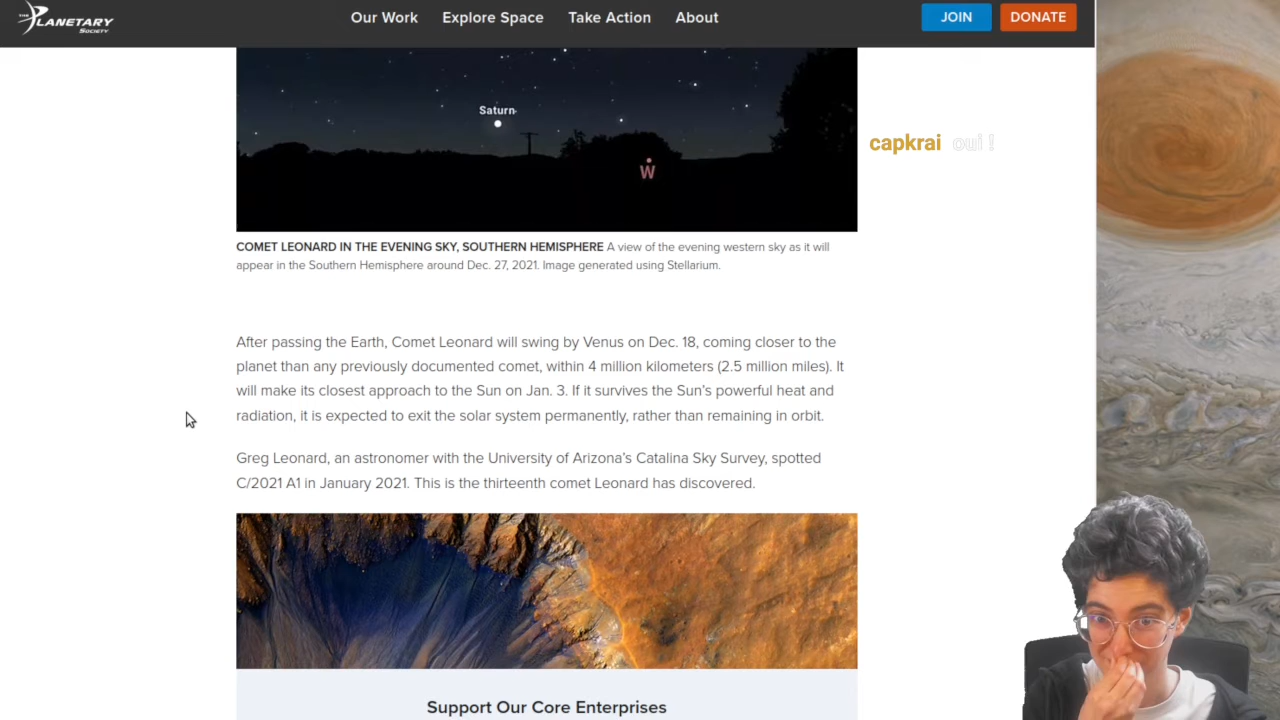 THE PLANETARY SOCIETY
Our Work Explore Space Take Action About JOIN DONATE
Saturn
capkrai oui !
W
COMET LEONARD IN THE EVENING SKY, SOUTHERN HEMISPHERE A view of the evening western sky as it will
appear in the Southern Hemisphere around Dec. 27, 2021. Image generated using Stellarium.
After passing the Earth, Comet Leonard will swing by Venus on Dec. 18, coming closer to the
planet than any previously documented comet, within 4 million kilometers (2.5 million miles). It
will make its closest approach to the Sun on Jan. 3. If it survives the Sun’s powerful heat and
radiation, it is expected to exit the solar system permanently, rather than remaining in orbit.
Greg Leonard, an astronomer with the University of Arizona’s Catalina Sky Survey, spotted
C/2021 A1 in January 2021. This is the thirteenth comet Leonard has discovered.
Support Our Core Enterprises